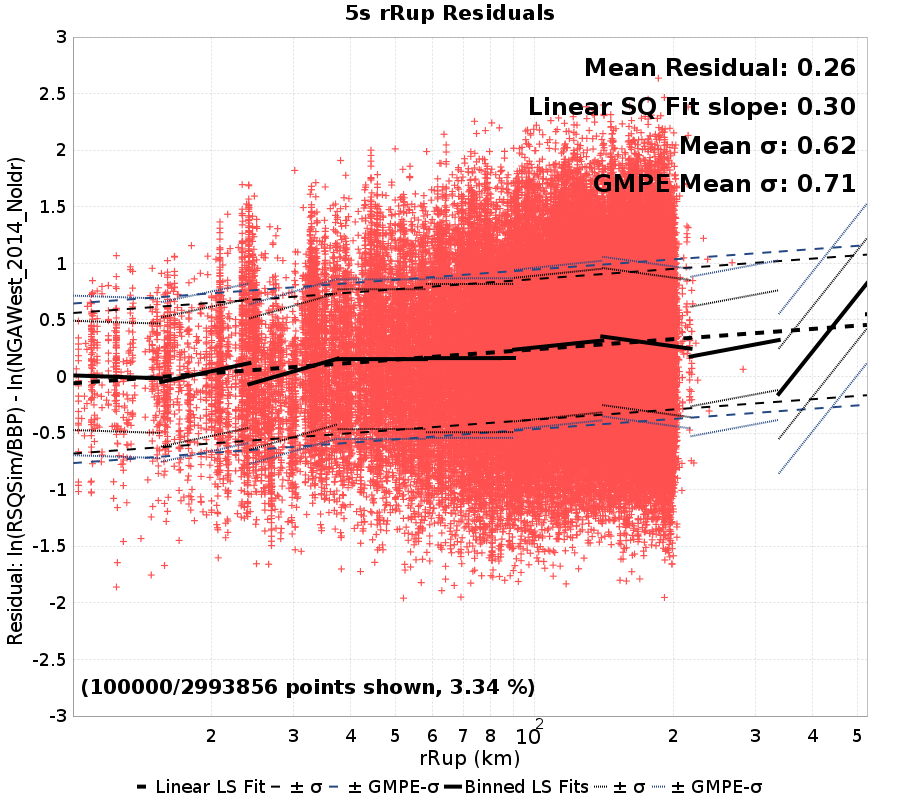 5s rRup Residuals
Mean Residual: 0.26
Linear SQ Fit slope: 0.30
Mean σ: 0.62
GMPE Mean σ: 0.71
Residual: ln(RSQSim/BBP) - ln(NGAWest_2014_NoIdr)
3
2.5
2
1.5
1
0.5
0
-0.5
-1
-1.5
-2
-2.5
-3
(100000/2993856 points shown, 3.34 %)
2 3 4 5 6 7 8 10² 2 3 4 5
rRup (km)
Linear LS Fit ± σ ± GMPE-σ Binned LS Fits ± σ ± GMPE-σ